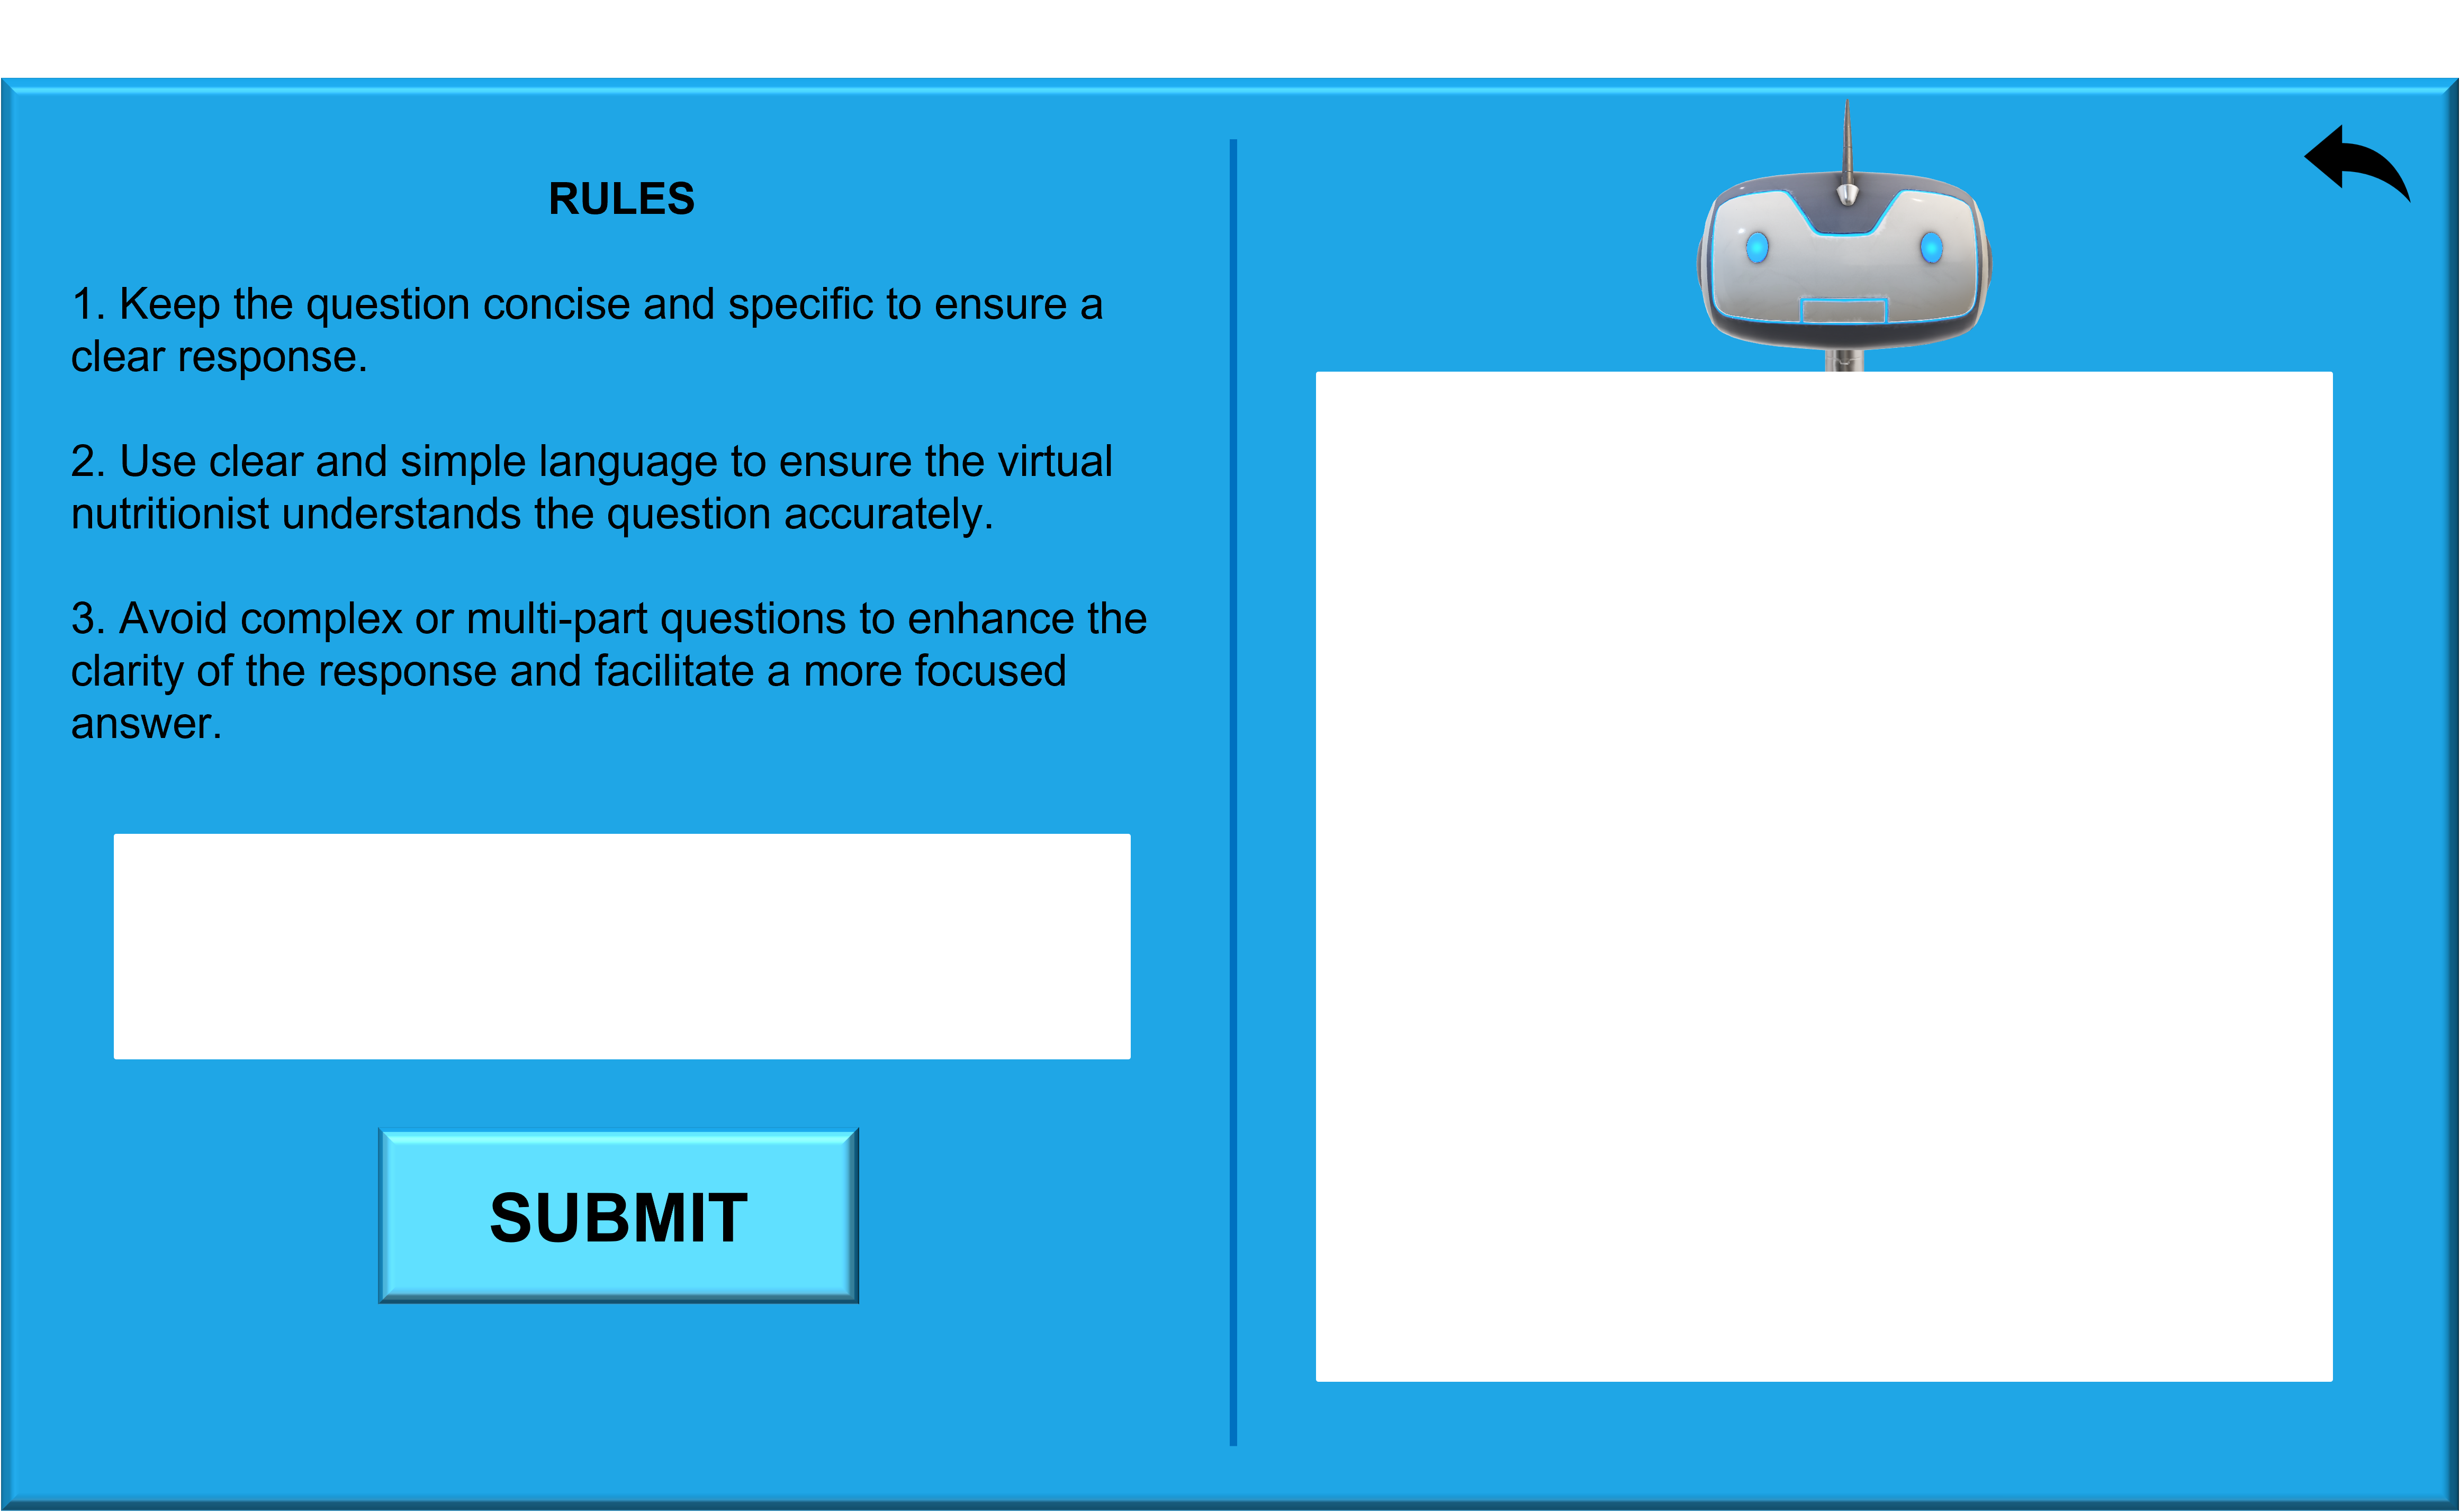 RULES
1. Keep the question concise and specific to ensure a
clear response.
2. Use clear and simple language to ensure the virtual
nutritionist understands the question accurately.
3. Avoid complex or multi-part questions to enhance the
clarity of the response and facilitate a more focused
answer.
SUBMIT